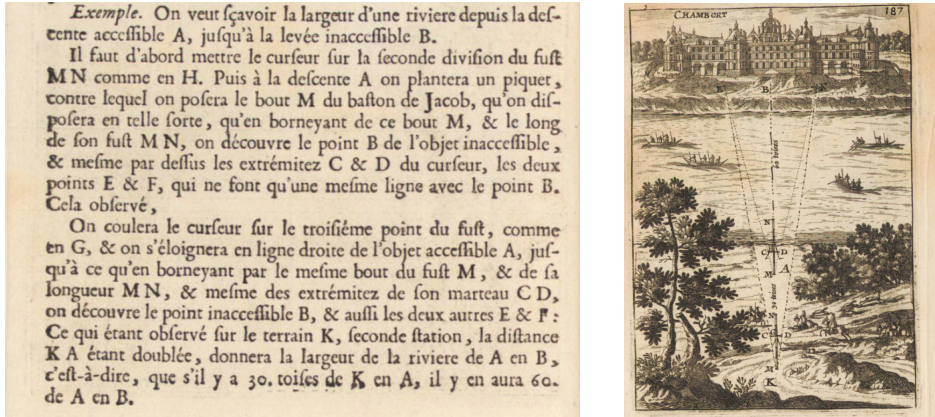 Exemple. On veut ſçavoir la largeur d'une riviere depuis la deſ-
cente acceſſible A, juſqu'à la levée inacceſſible B.
Il faut d'abord mettre le curſeur ſur la ſeconde diviſion du fuſt
MN comme en H. Puis à la deſcente A on plantera un piquet,
contre lequel on poſera le bout M du baſton de Jacob, qu'on diſ-
poſera en telle ſorte, qu'en borneyant de ce bout M, & le long
de ſon fuſt MN, on découvre le point B de l'objet inacceſſible,
& meſme par deſſus les extrémitez C & D du curſeur, les deux
points E & F, qui ne font qu'une meſme ligne avec le point B.
Cela obſervé,
On coulera le curſeur ſur le troiſiéme point du fuſt, comme
en G, & on s'éloignera en ligne droite de l'objet acceſſible A, juſ-
qu'à ce qu'en borneyant par le meſme bout du fuſt M, & de ſa
longueur MN, & meſme des extrémitez de ſon marteau CD,
on découvre le point inacceſſible B, & auſſi les deux autres E & F:
Ce qui étant obſervé ſur le terrain K, ſeconde ſtation, la diſtance
KA étant doublée, donnera la largeur de la riviere de A en B,
c'eſt-à-dire, que s'il y a 30. toiſes de K en A, il y en aura 60.
de A en B.
CHAMBORT
187
E B F
60 toises
N
C D
M A
30 toises
C D
M
K